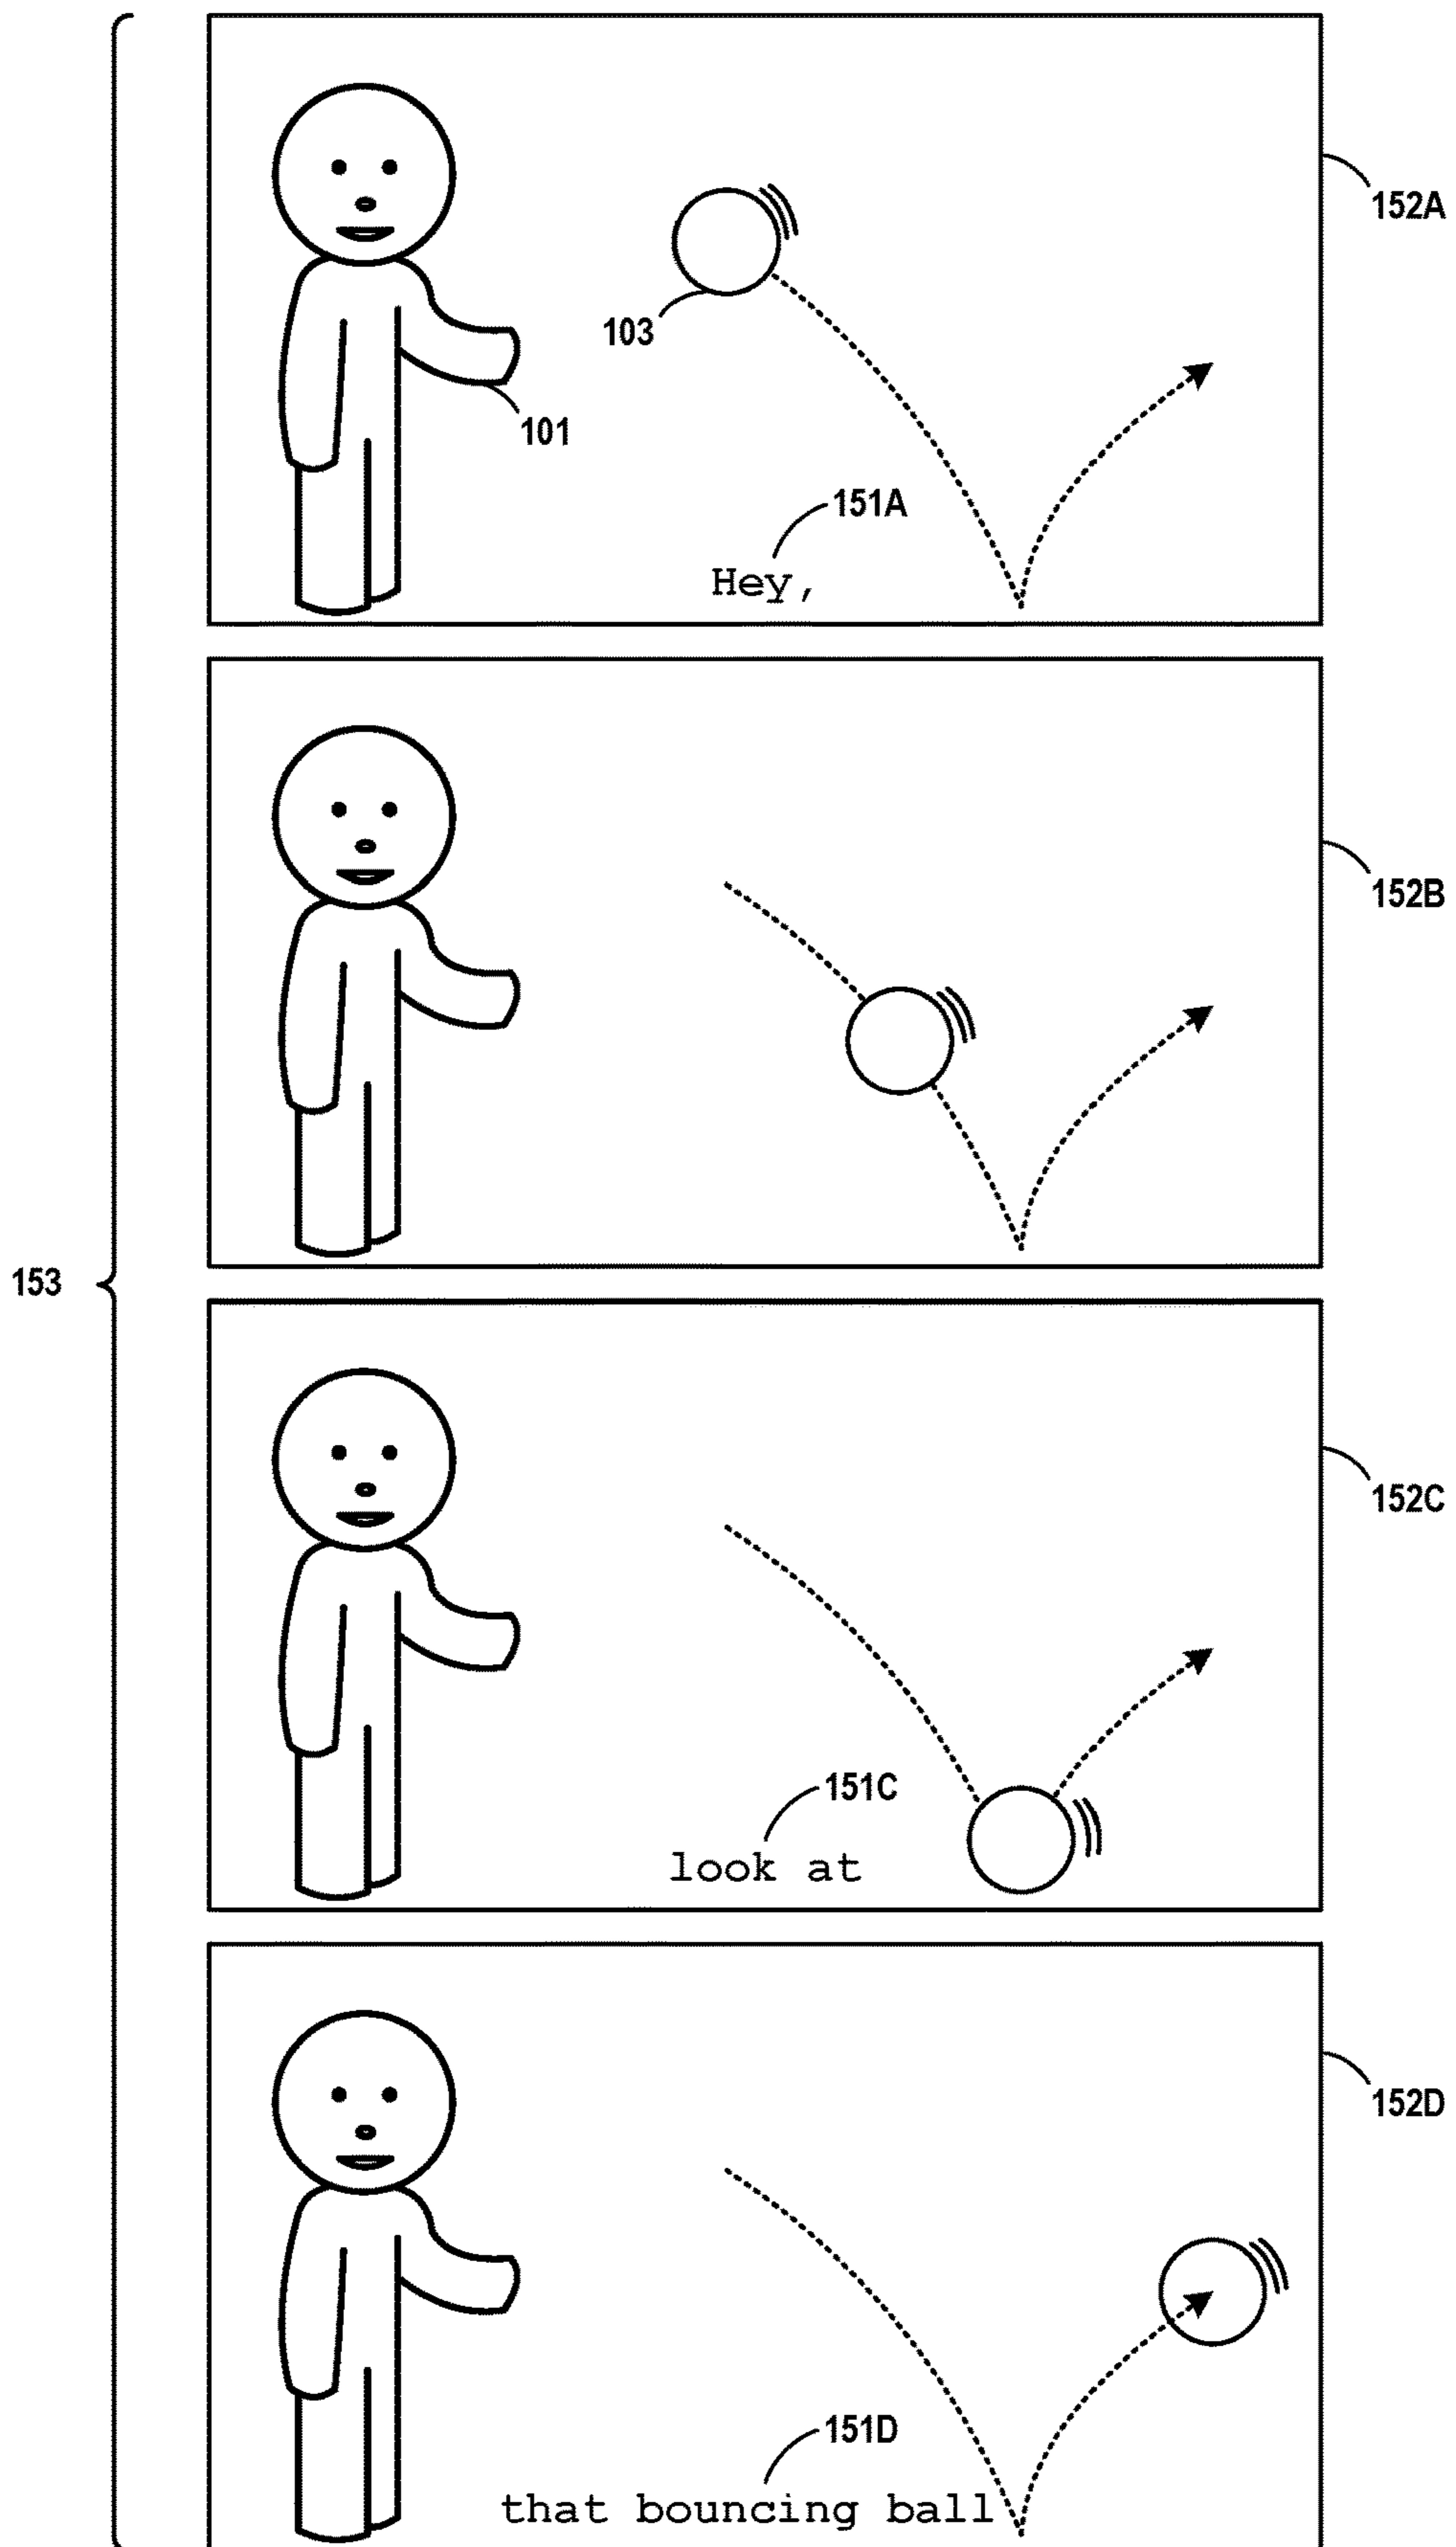 152A
103
101
151A
Hey,
152B
153
152C
151C
look at
152D
151D
that bouncing ball